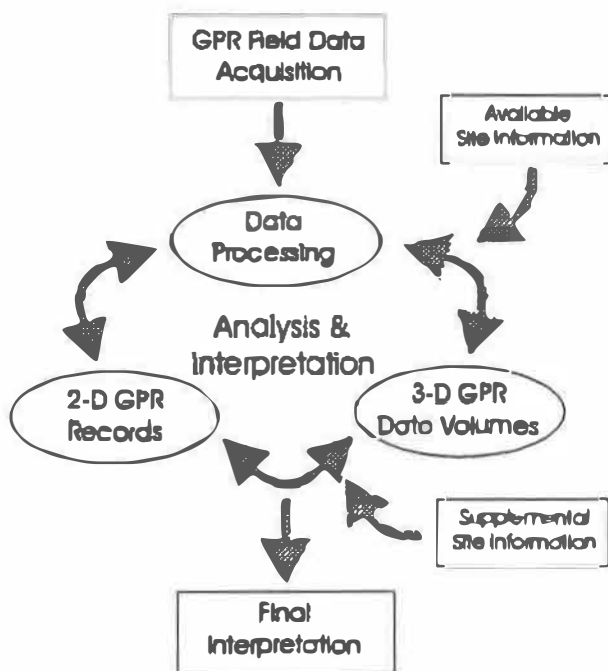 GPR Field Data
Acquisition
Available
Site Information
Data
Processing
Analysis &
Interpretation
2-D GPR
Records
3-D GPR
Data Volumes
Supplemental
Site Information
Final
Interpretation